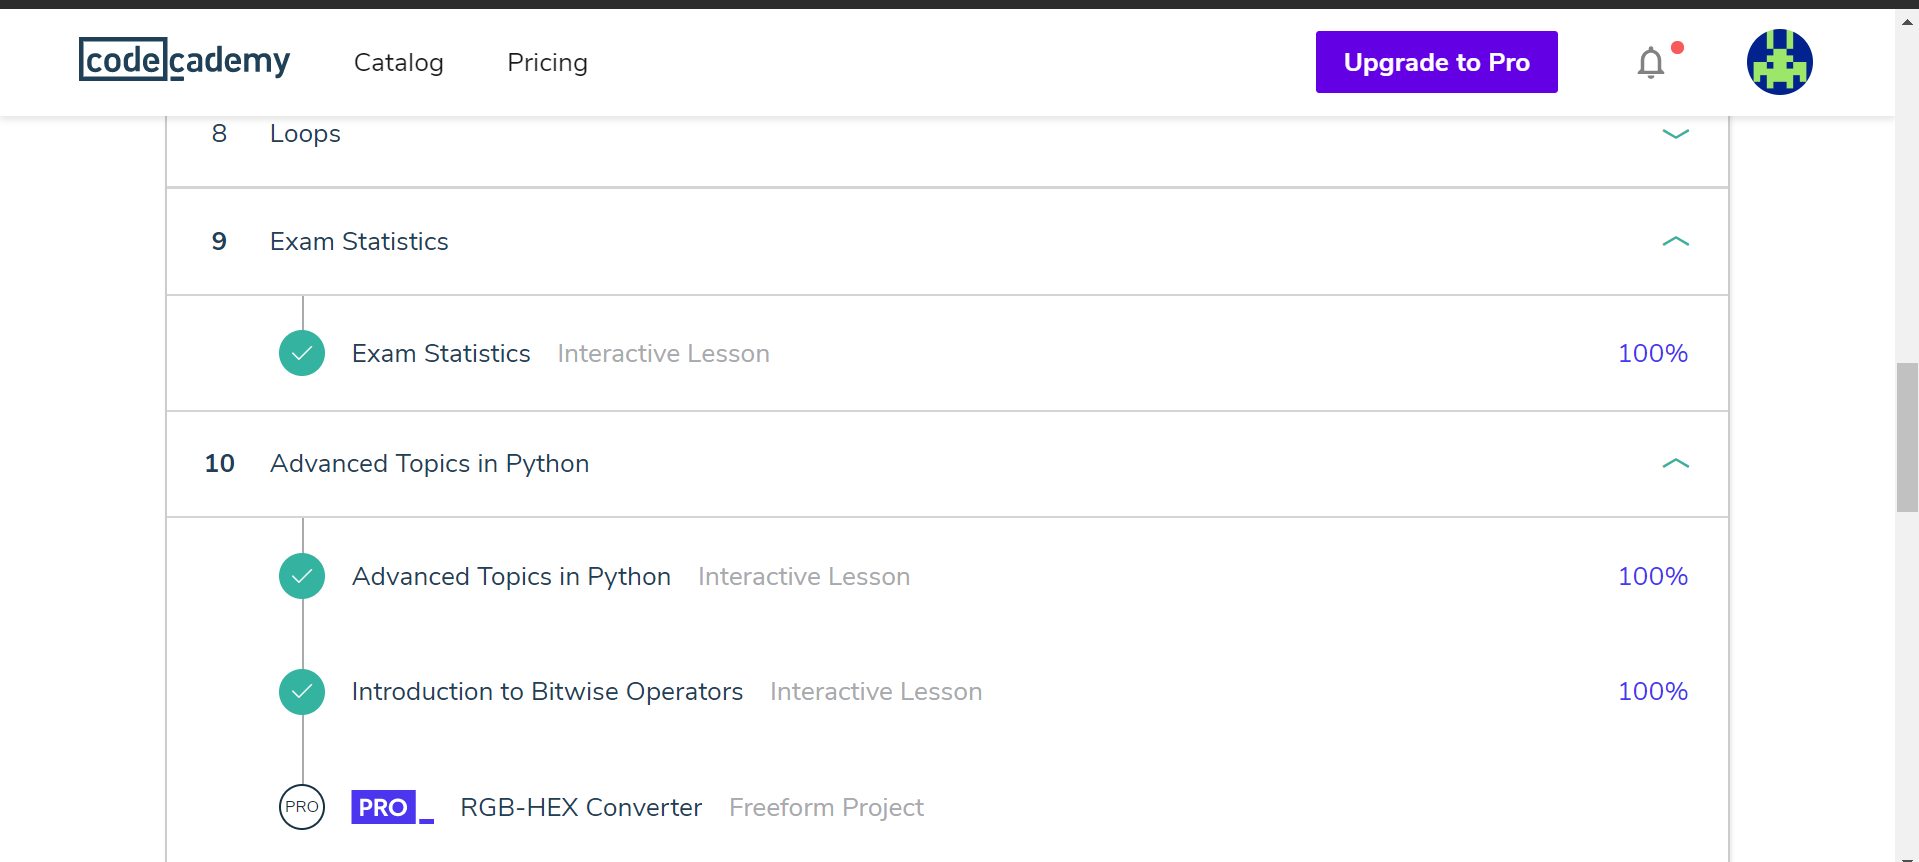 codecademy Catalog Pricing Upgrade to Pro
8 Loops
9 Exam Statistics
Exam Statistics Interactive Lesson 100%
10 Advanced Topics in Python
Advanced Topics in Python Interactive Lesson 100%
Introduction to Bitwise Operators Interactive Lesson 100%
PRO PRO_ RGB-HEX Converter Freeform Project